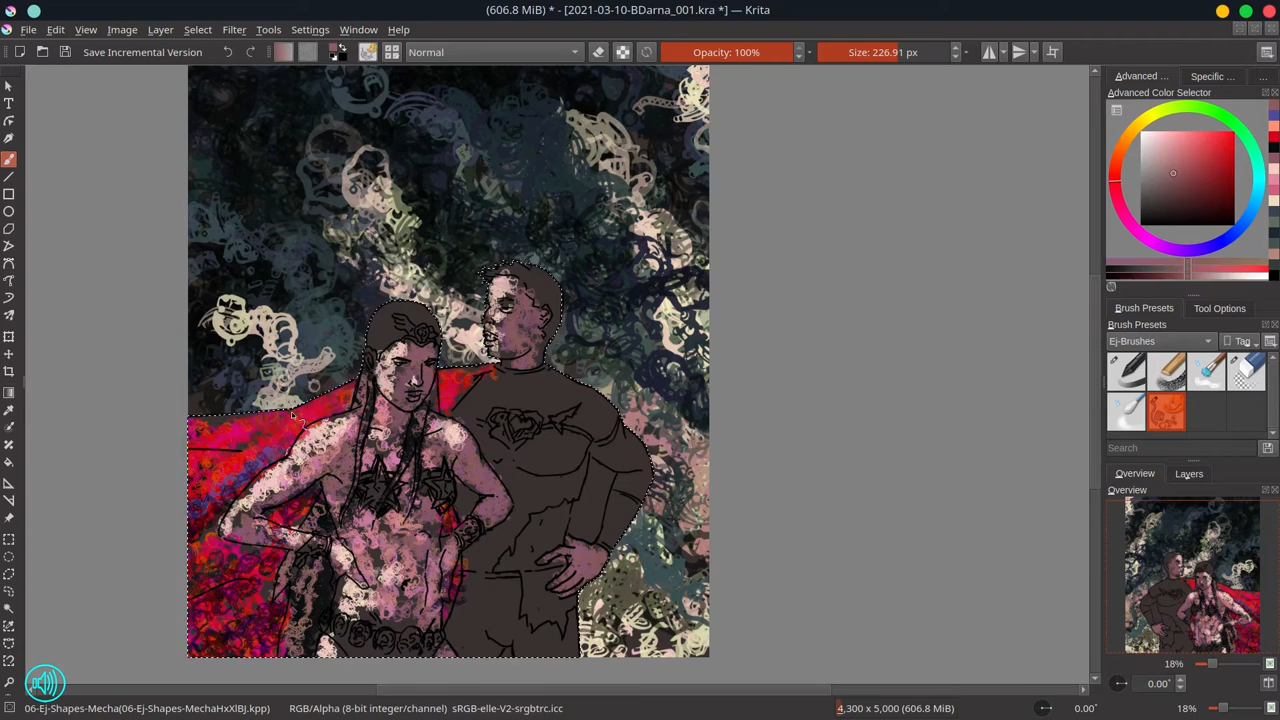 (606.8 MiB) * - [2021-03-10-BDarna_001.kra *] — Krita
File Edit View Image Layer Select Filter Tools Settings Window Help
Save Incremental Version Normal Opacity: 100% Size: 226.91 px
Advanced ... Specific ... ...
Advanced Color Selector
Brush Presets Tool Options
Brush Presets
Ej-Brushes Tag
Search
Overview Layers
Overview
18%
0.00°
06-Ej-Shapes-Mecha(06-Ej-Shapes-MechaHxXlBJ.kpp) RGB/Alpha (8-bit integer/channel) sRGB-elle-V2-srgbtrc.icc 4,300 x 5,000 (606.8 MiB) 0.00° 18%